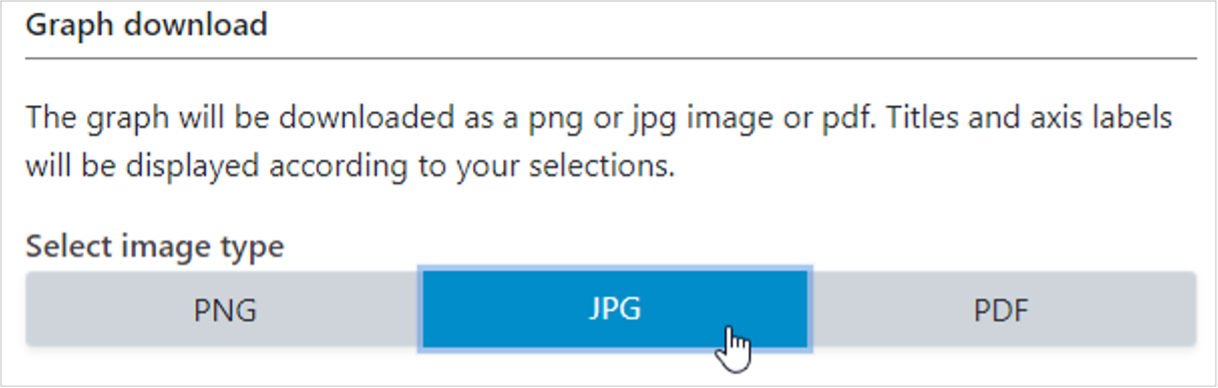 Graph download
The graph will be downloaded as a png or jpg image or pdf. Titles and axis labels
will be displayed according to your selections.
Select image type
PNG JPG PDF